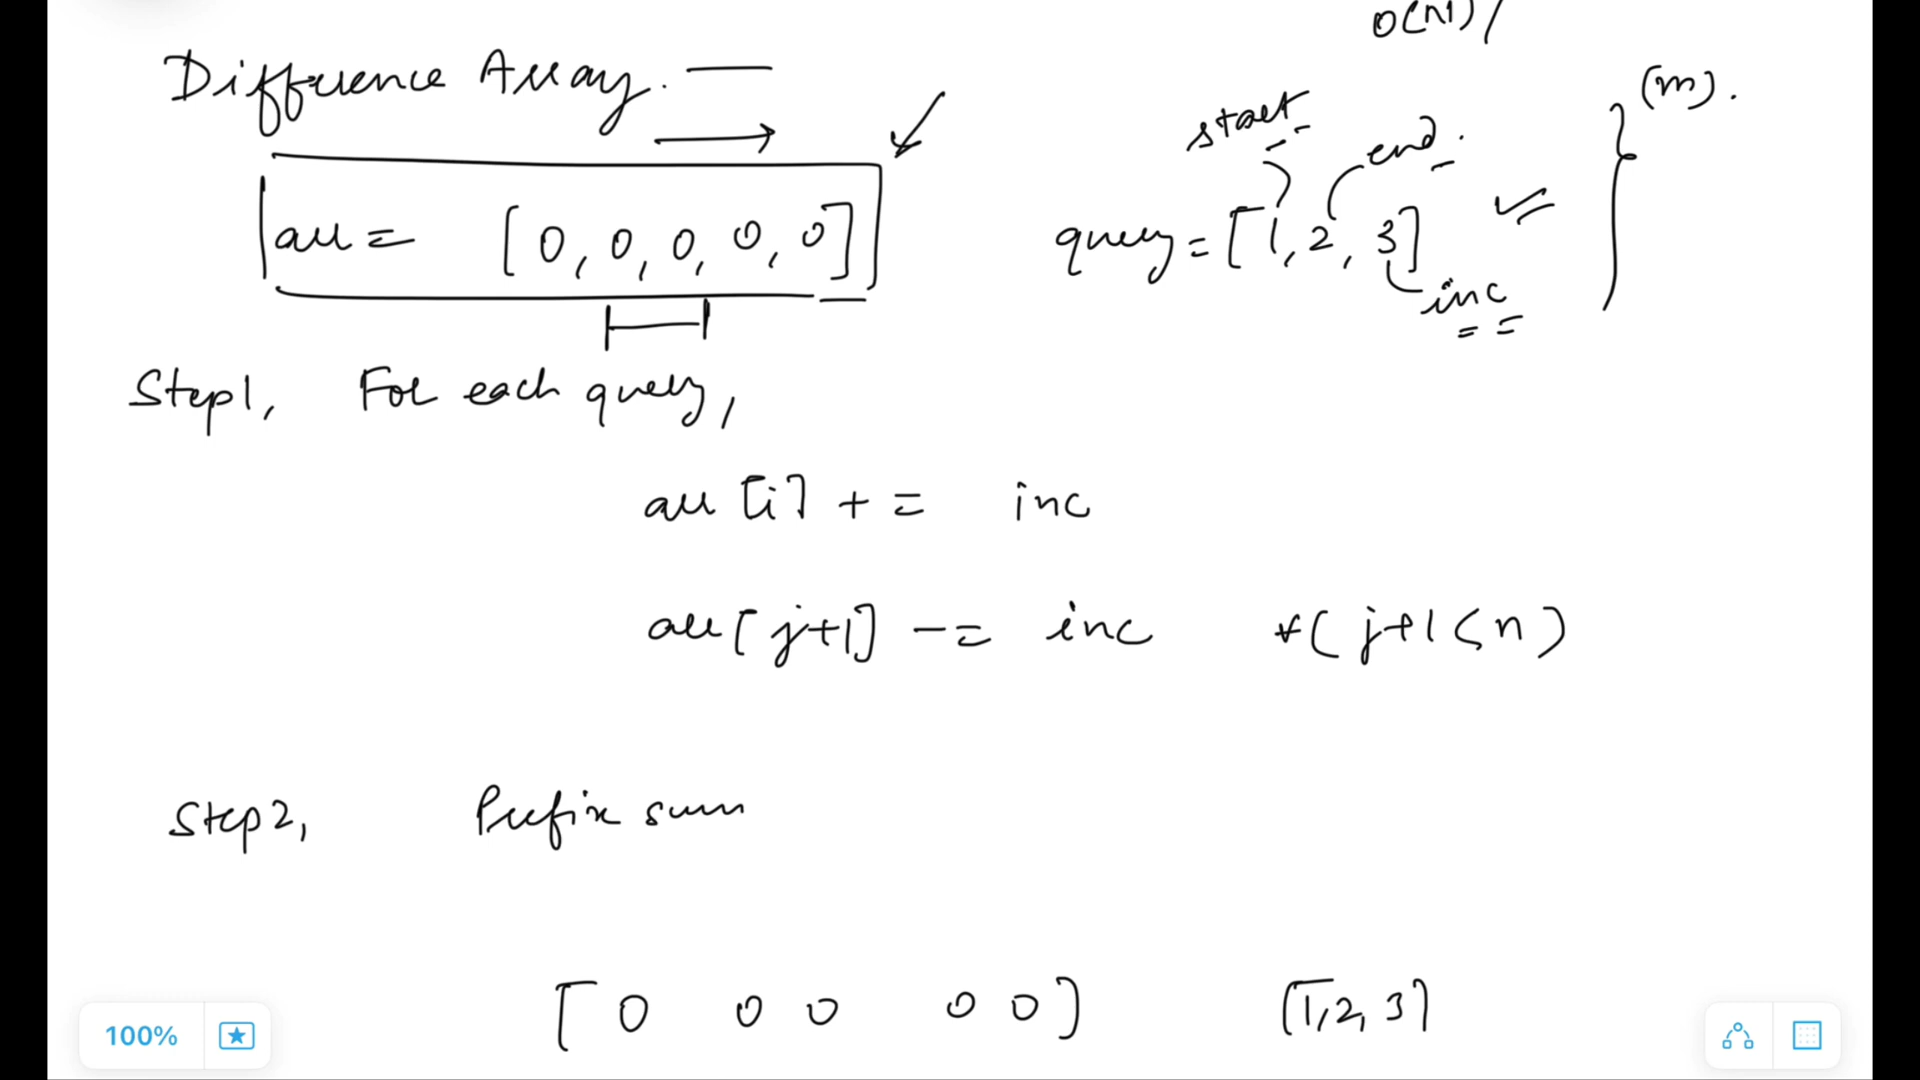 O(n)
Difference Array.
start
end.
(m).
arr = [0, 0, 0, 0, 0]
query = [1, 2, 3]
inc
Step1, For each query,
arr [i] += inc
arr [j+1] -= inc *(j+1<n)
Step2, Prefix sum
[0 0 0 0 0] [1,2,3]
100%